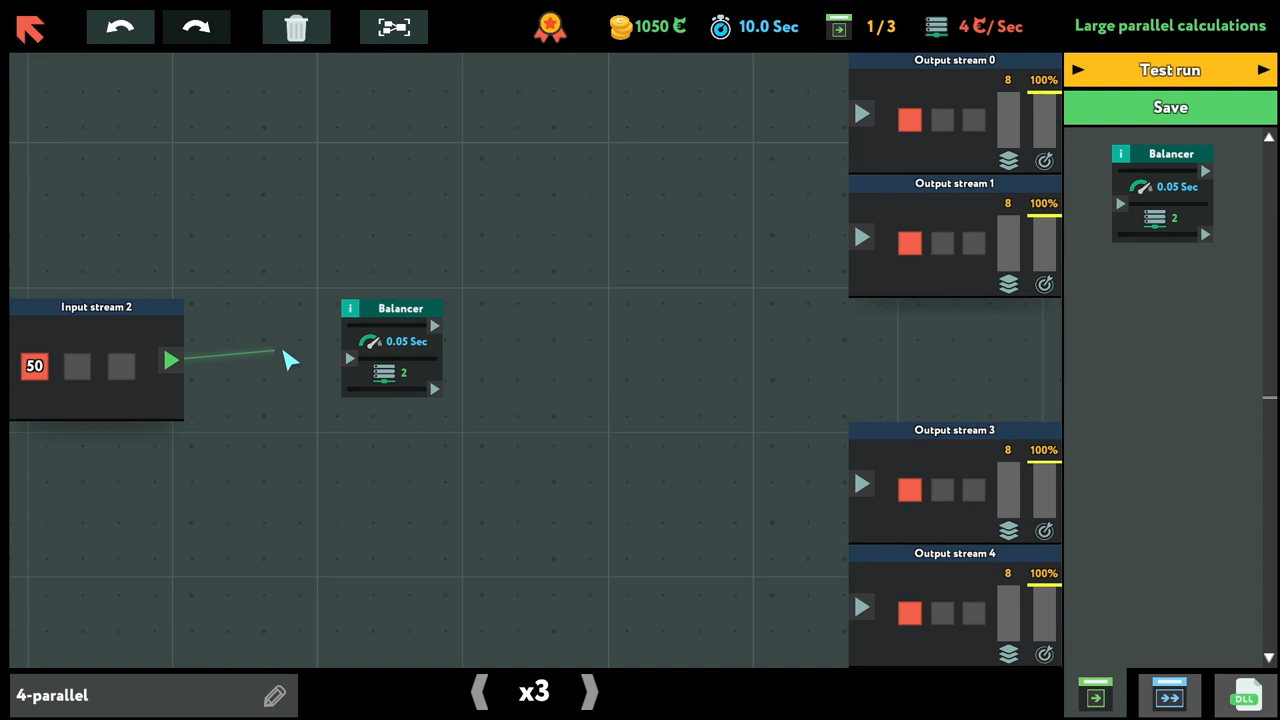 1050 10.0 Sec 1 / 3 4 /Sec Large parallel calculations
Test run
Save
Balancer
0.05 Sec
2
Output stream 0
8 100%
Output stream 1
8 100%
Input stream 2
50
i Balancer
0.05 Sec
2
Output stream 3
8 100%
Output stream 4
8 100%
4-parallel
x3
DLL